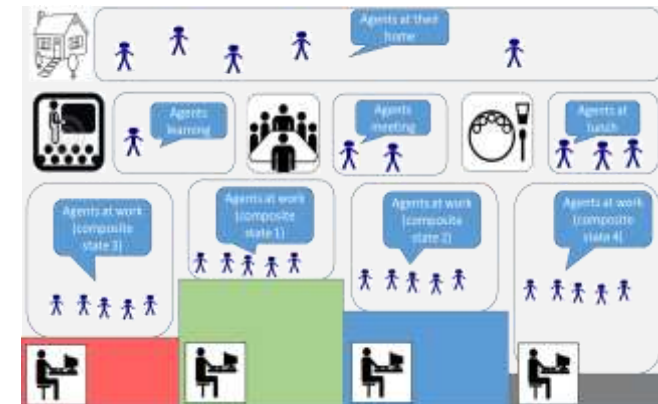 Agents at their
home
Agents
learning
Agents
meeting
Agents at
lunch
Agents at work
(composite
state 3)
Agents at work
(composite
state 1)
Agents at work
(composite
state 2)
Agents at work
(composite
state 4)